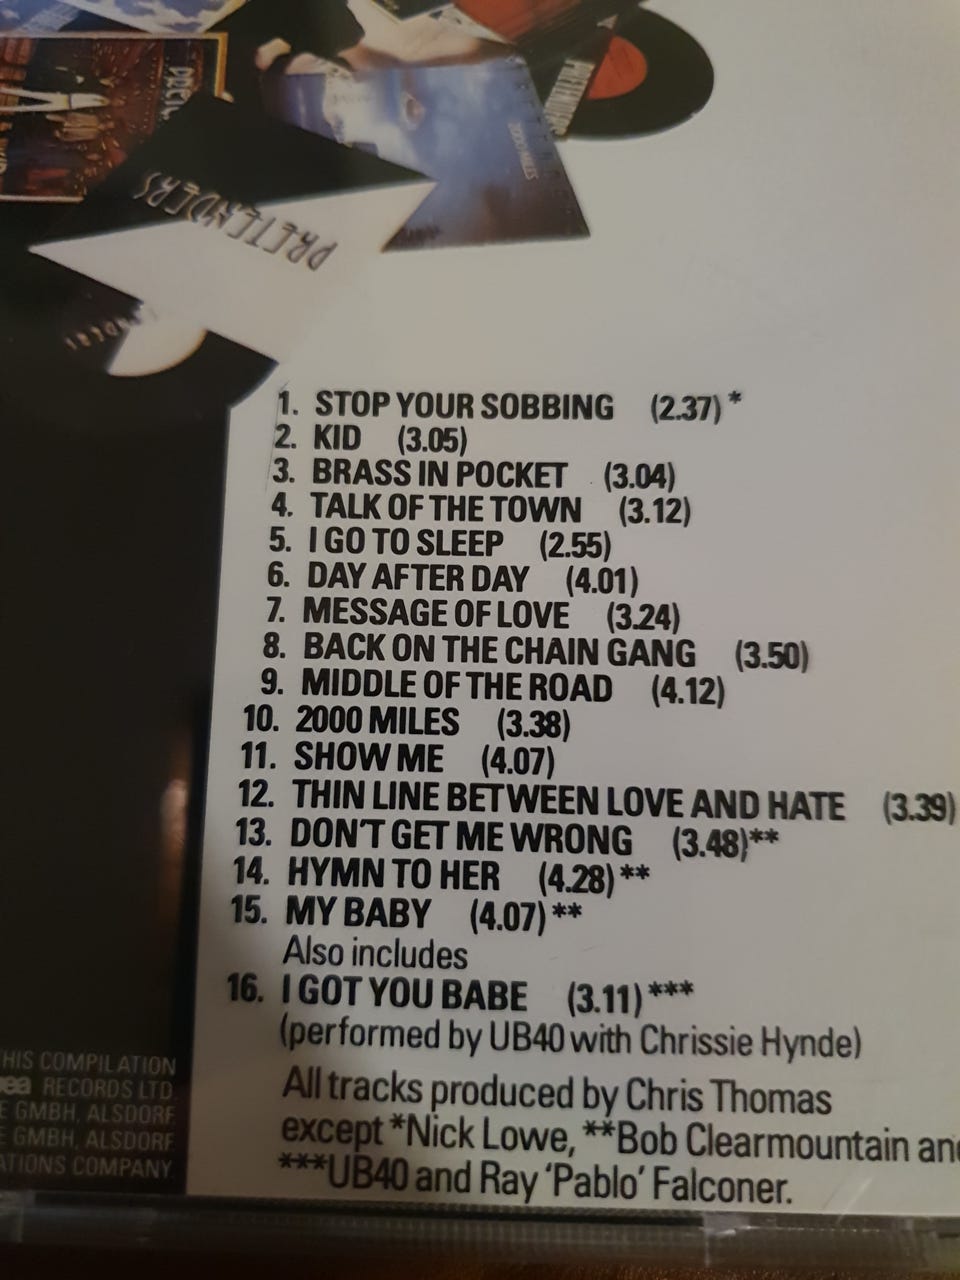 PRETENDERS
2000 MILES
PRETENDERS
1. STOP YOUR SOBBING (2.37)*
2. KID (3.05)
3. BRASS IN POCKET (3.04)
4. TALK OF THE TOWN (3.12)
5. I GO TO SLEEP (2.55)
6. DAY AFTER DAY (4.01)
7. MESSAGE OF LOVE (3.24)
8. BACK ON THE CHAIN GANG (3.50)
9. MIDDLE OF THE ROAD (4.12)
10. 2000 MILES (3.38)
11. SHOW ME (4.07)
12. THIN LINE BETWEEN LOVE AND HATE (3.39)
13. DON'T GET ME WRONG (3.48)**
14. HYMN TO HER (4.28)**
15. MY BABY (4.07)**
Also includes
16. I GOT YOU BABE (3.11)***
(performed by UB40 with Chrissie Hynde)
All tracks produced by Chris Thomas
except *Nick Lowe, **Bob Clearmountain an
***UB40 and Ray 'Pablo' Falconer.
HIS COMPILATION
ea RECORDS LTD.
E GMBH, ALSDORF.
E GMBH, ALSDORF.
ATIONS COMPANY.